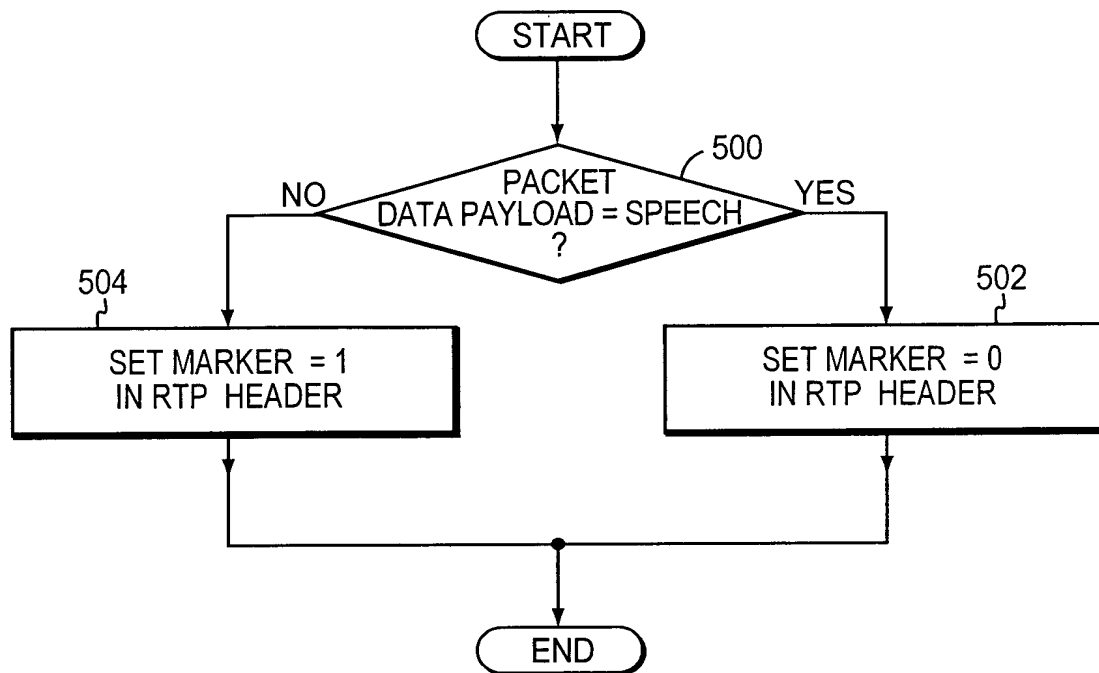 START
500
PACKET
DATA PAYLOAD = SPEECH
?
NO
YES
504
502
SET MARKER = 1
IN RTP HEADER
SET MARKER = 0
IN RTP HEADER
END